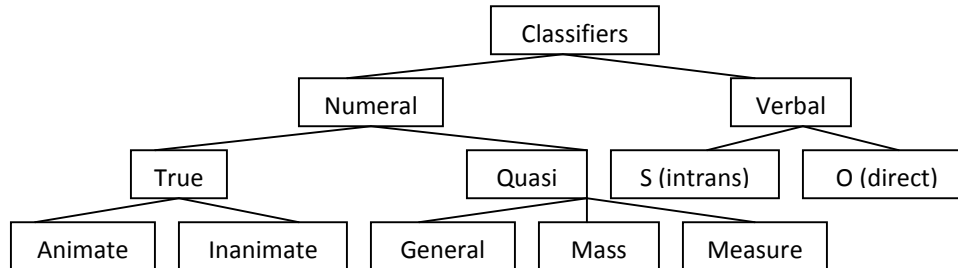 Classifiers
Numeral Verbal
True Quasi S (intrans) O (direct)
Animate Inanimate General Mass Measure